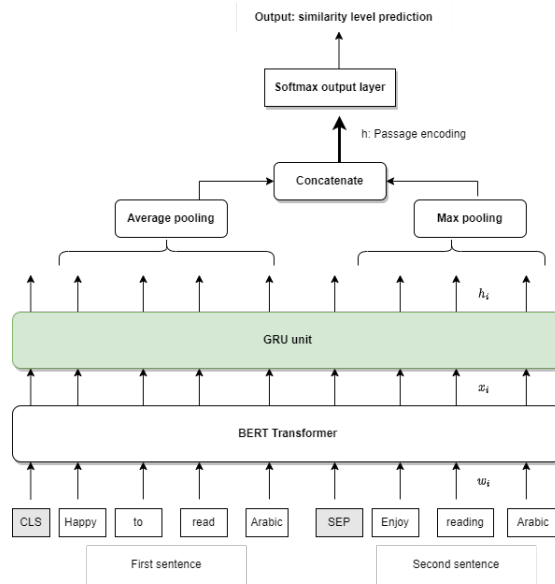 Output: similarity level prediction
Softmax output layer
h: Passage encoding
Concatenate
Average pooling
Max pooling
h_i
GRU unit
x_i
BERT Transformer
w_i
CLS
Happy
to
read
Arabic
SEP
Enjoy
reading
Arabic
First sentence
Second sentence